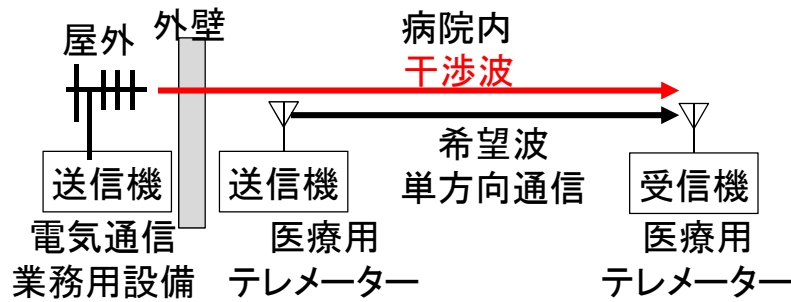 屋外
外壁
病院内
干渉波
希望波
単方向通信
送信機
送信機
受信機
電気通信
業務用設備
医療用
テレメーター
医療用
テレメーター